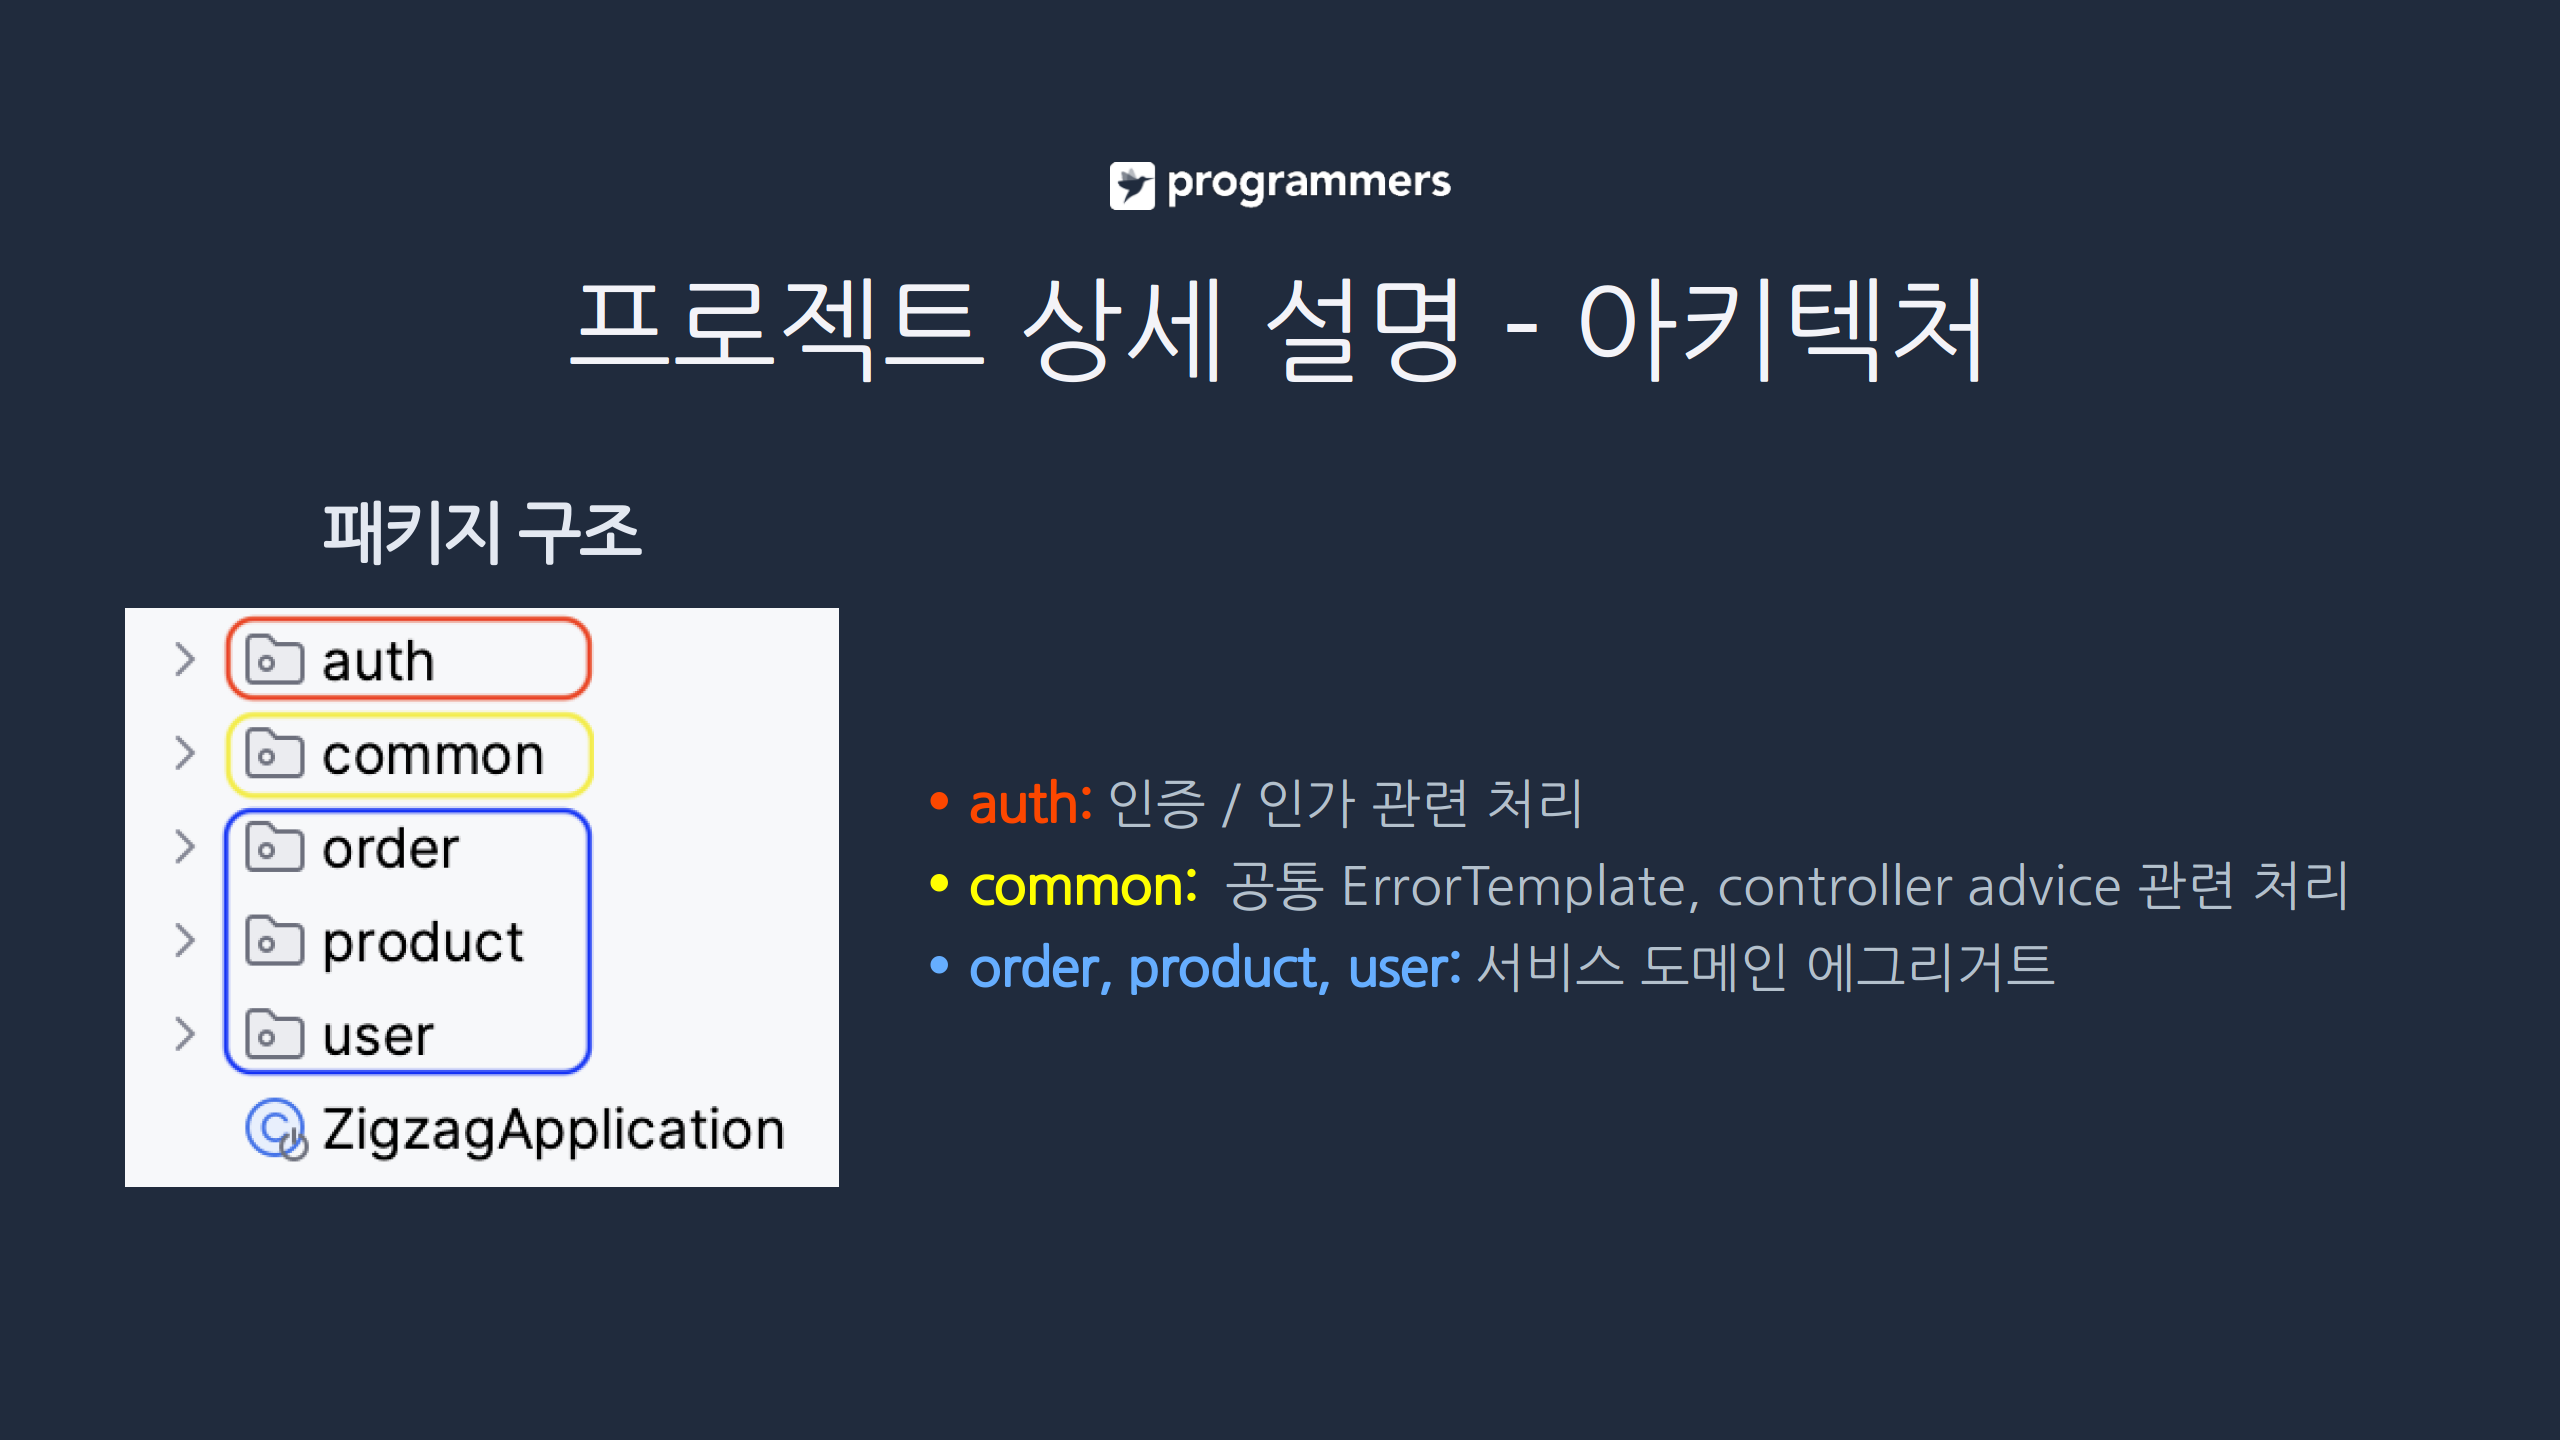 programmers
프로젝트 상세 설명 - 아키텍처
패키지 구조
auth
common
order
product
user
ZigzagApplication
• auth: 인증 / 인가 관련 처리
• common: 공통 ErrorTemplate, controller advice 관련 처리
• order, product, user: 서비스 도메인 에그리거트